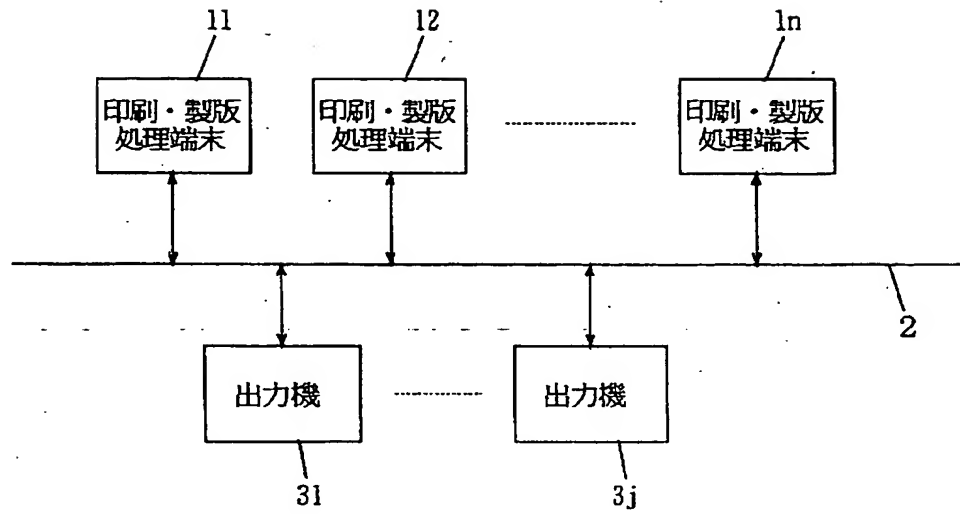 11
12
1n
印刷・製版
処理端末
印刷・製版
処理端末
印刷・製版
処理端末
2
出力機
出力機
31
3j